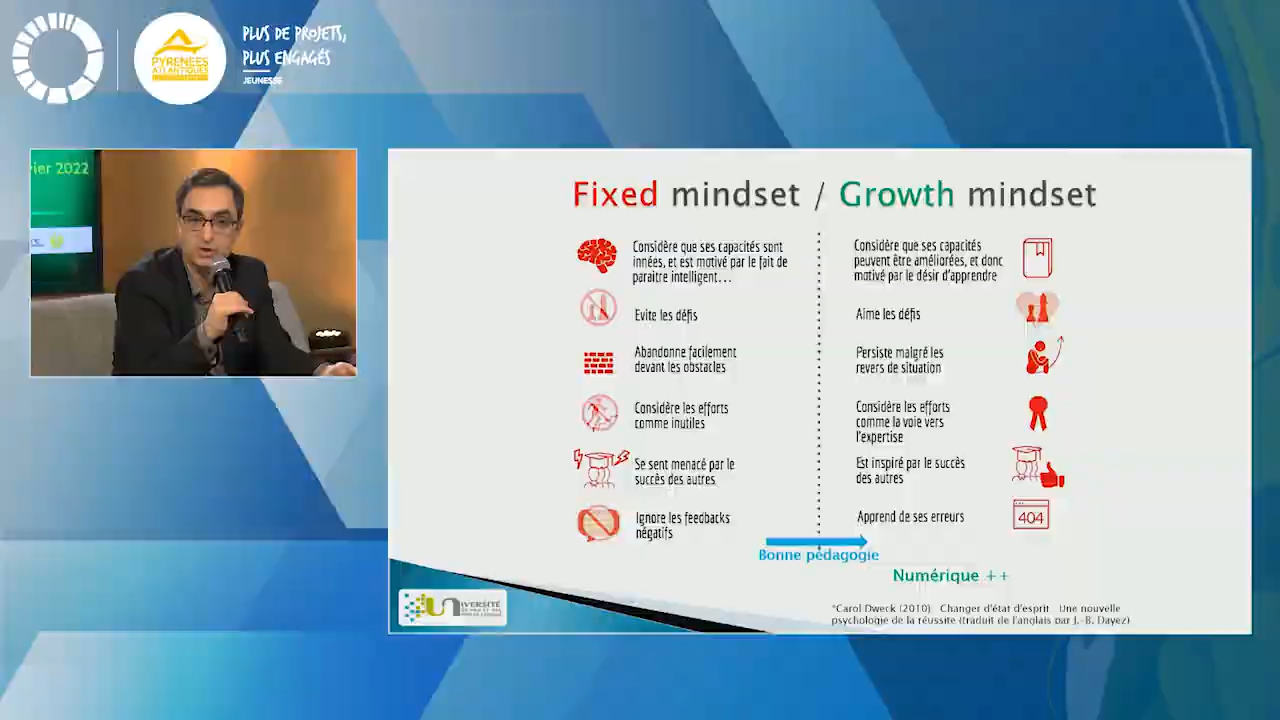 PLUS DE PROJETS,
PLUS ENGAGÉS
JEUNESSE
PYRÉNÉES
ATLANTIQUES
vier 2022
Fixed mindset / Growth mindset
Considère que ses capacités sont
innées, et est motivé par le fait de
paraitre intelligent...
Evite les défis
Abandonne facilement
devant les obstacles
Considère les efforts
comme inutiles
Se sent menacé par le
succès des autres
Ignore les feedbacks
négatifs
Considère que ses capacités
peuvent être améliorées, et donc
motivé par le désir d'apprendre
Aime les défis
Persiste malgré les
revers de situation
Considère les efforts
comme la voie vers
l'expertise
Est inspiré par le succès
des autres
Apprend de ses erreurs
404
Bonne pédagogie
Numérique ++
*Carol Dweck (2010) Changer d'état d'esprit Une nouvelle
psychologie de la réussite (traduit de l'anglais par J.-B. Dayez)
UNIVERSITÉ